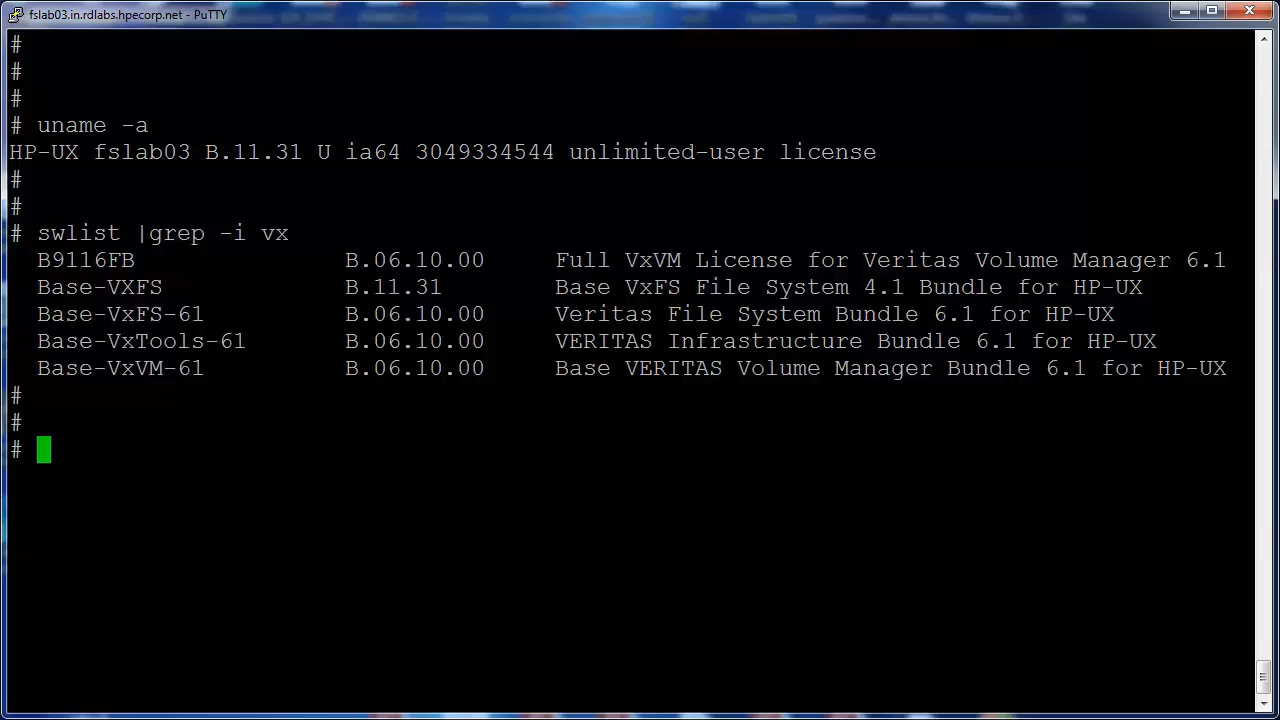 fslab03.in.rdlabs.hpecorp.net - PuTTY
#
#
#
# uname -a
HP-UX fslab03 B.11.31 U ia64 3049334544 unlimited-user license
#
#
# swlist |grep -i vx
B9116FB B.06.10.00 Full VxVM License for Veritas Volume Manager 6.1
Base-VXFS B.11.31 Base VxFS File System 4.1 Bundle for HP-UX
Base-VxFS-61 B.06.10.00 Veritas File System Bundle 6.1 for HP-UX
Base-VxTools-61 B.06.10.00 VERITAS Infrastructure Bundle 6.1 for HP-UX
Base-VxVM-61 B.06.10.00 Base VERITAS Volume Manager Bundle 6.1 for HP-UX
#
#
#